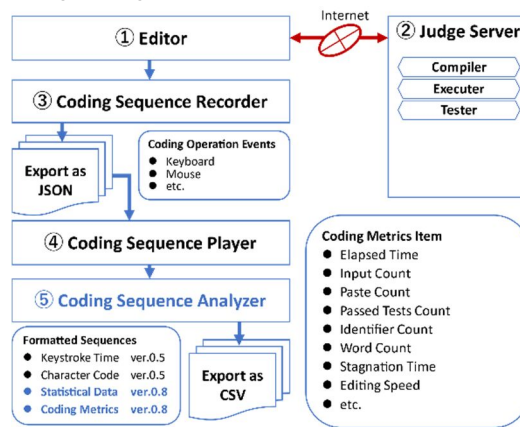 Internet
① Editor
② Judge Server
Compiler
Executer
Tester
③ Coding Sequence Recorder
Export as
JSON
Coding Operation Events
● Keyboard
● Mouse
● etc.
④ Coding Sequence Player
⑤ Coding Sequence Analyzer
Formatted Sequences
● Keystroke Time ver.0.5
● Character Code ver.0.5
● Statistical Data ver.0.8
● Coding Metrics ver.0.8
Export as
CSV
Coding Metrics Item
● Elapsed Time
● Input Count
● Paste Count
● Passed Tests Count
● Identifier Count
● Word Count
● Stagnation Time
● Editing Speed
● etc.